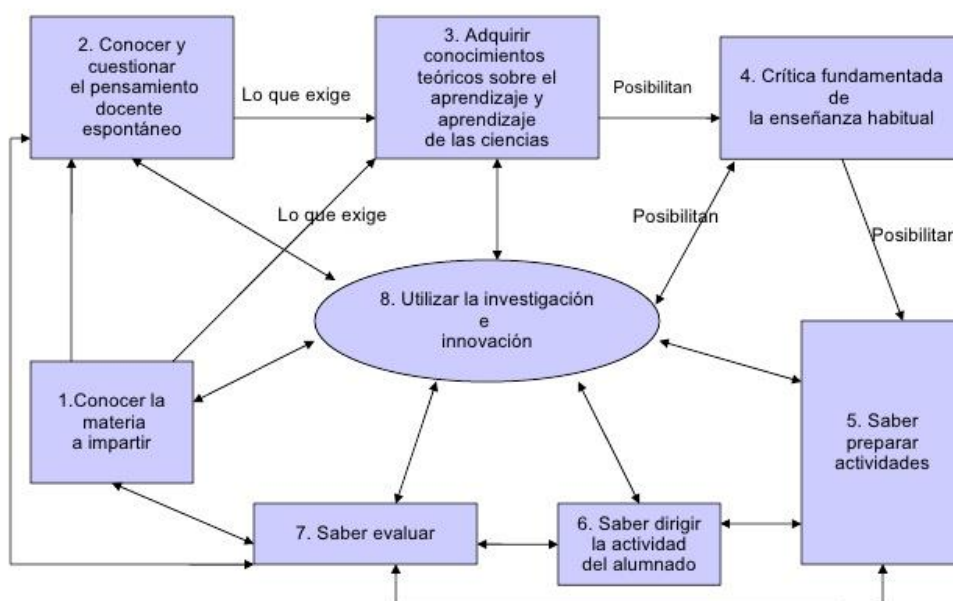 2. Conocer y
cuestionar
el pensamiento
docente
espontáneo
Lo que exige
3. Adquirir
conocimientos
teóricos sobre el
aprendizaje y
aprendizaje
de las ciencias
Posibilitan
4. Crítica fundamentada
de
la enseñanza habitual
Lo que exige
Posibilitan
Posibilitan
8. Utilizar la investigación
e
innovación
1.Conocer la
materia
a impartir
5. Saber
preparar
actividades
7. Saber evaluar
6. Saber dirigir
la actividad
del alumnado